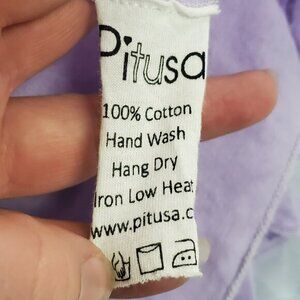 Pitusa
100% Cotton
Hand Wash
Hang Dry
Iron Low Heat
www.pitusa.c